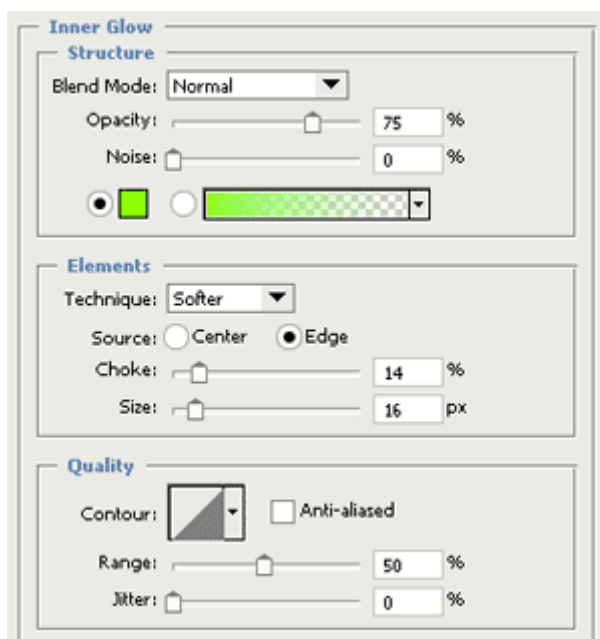 Inner Glow
Structure
Blend Mode: Normal
Opacity: 75 %
Noise: 0 %
Elements
Technique: Softer
Source: Center Edge
Choke: 14 %
Size: 16 px
Quality
Contour: Anti-aliased
Range: 50 %
Jitter: 0 %